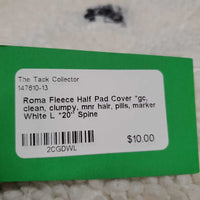 The Tack Collector
147610-13
Roma Fleece Half Pad Cover *gc,
clean, clumpy, mnr hair, pills, marker
White L *20" Spine
$10.00
2CGDWL